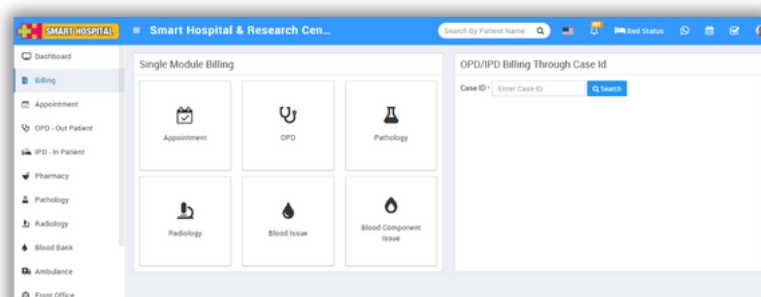 SMART HOSPITAL
Smart Hospital & Research Cen...
Search By Patient Name
Bed Status
Dashboard
Billing
Appointment
OPD - Out Patient
IPD - In Patient
Pharmacy
Pathology
Radiology
Blood Bank
Ambulance
Front Office
Single Module Billing
Appointment
OPD
Pathology
Radiology
Blood Issue
Blood Component
Issue
OPD/IPD Billing Through Case Id
Case ID *
Enter Case ID
Search